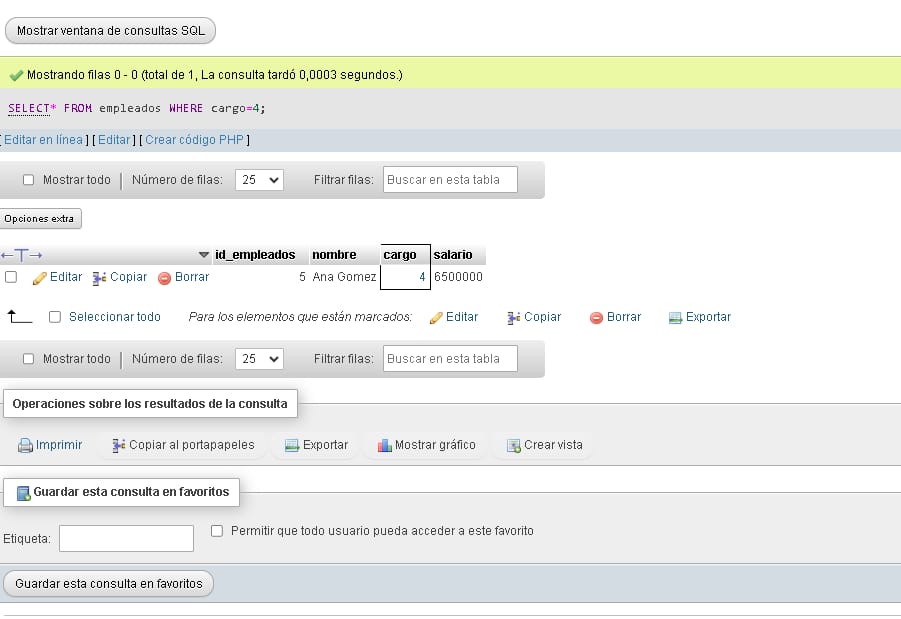 Mostrar ventana de consultas SQL
Mostrando filas 0 - 0 (total de 1, La consulta tardó 0,0003 segundos.)
SELECT* FROM empleados WHERE cargo=4;
[ Editar en línea ] [ Editar ] [ Crear código PHP ]
Mostrar todo | Número de filas: 25 Filtrar filas: Buscar en esta tabla
Opciones extra
←T→ id_empleados nombre cargo salario
Editar Copiar Borrar 5 Ana Gomez 4 6500000
Seleccionar todo Para los elementos que están marcados: Editar Copiar Borrar Exportar
Mostrar todo | Número de filas: 25 Filtrar filas: Buscar en esta tabla
Operaciones sobre los resultados de la consulta
Imprimir Copiar al portapapeles Exportar Mostrar gráfico Crear vista
Guardar esta consulta en favoritos
Etiqueta: Permitir que todo usuario pueda acceder a este favorito
Guardar esta consulta en favoritos